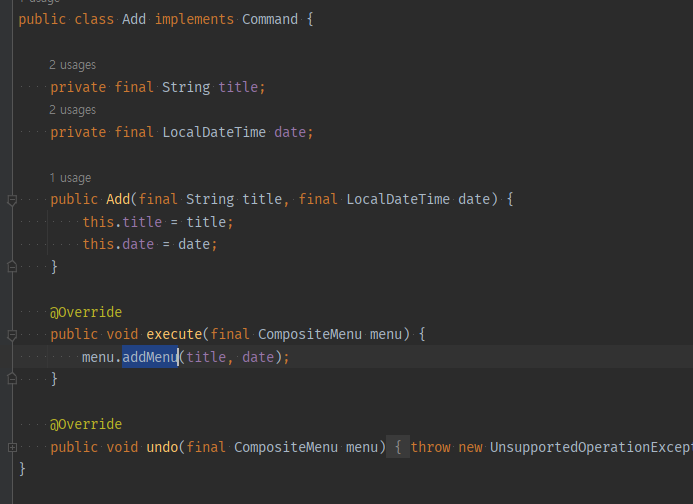 1 usage
public class Add implements Command {
2 usages
private final String title;
2 usages
private final LocalDateTime date;
1 usage
public Add(final String title, final LocalDateTime date) {
this.title = title;
this.date = date;
}
@Override
public void execute(final CompositeMenu menu) {
menu.addMenu(title, date);
}
@Override
public void undo(final CompositeMenu menu) { throw new UnsupportedOperationExcept
}